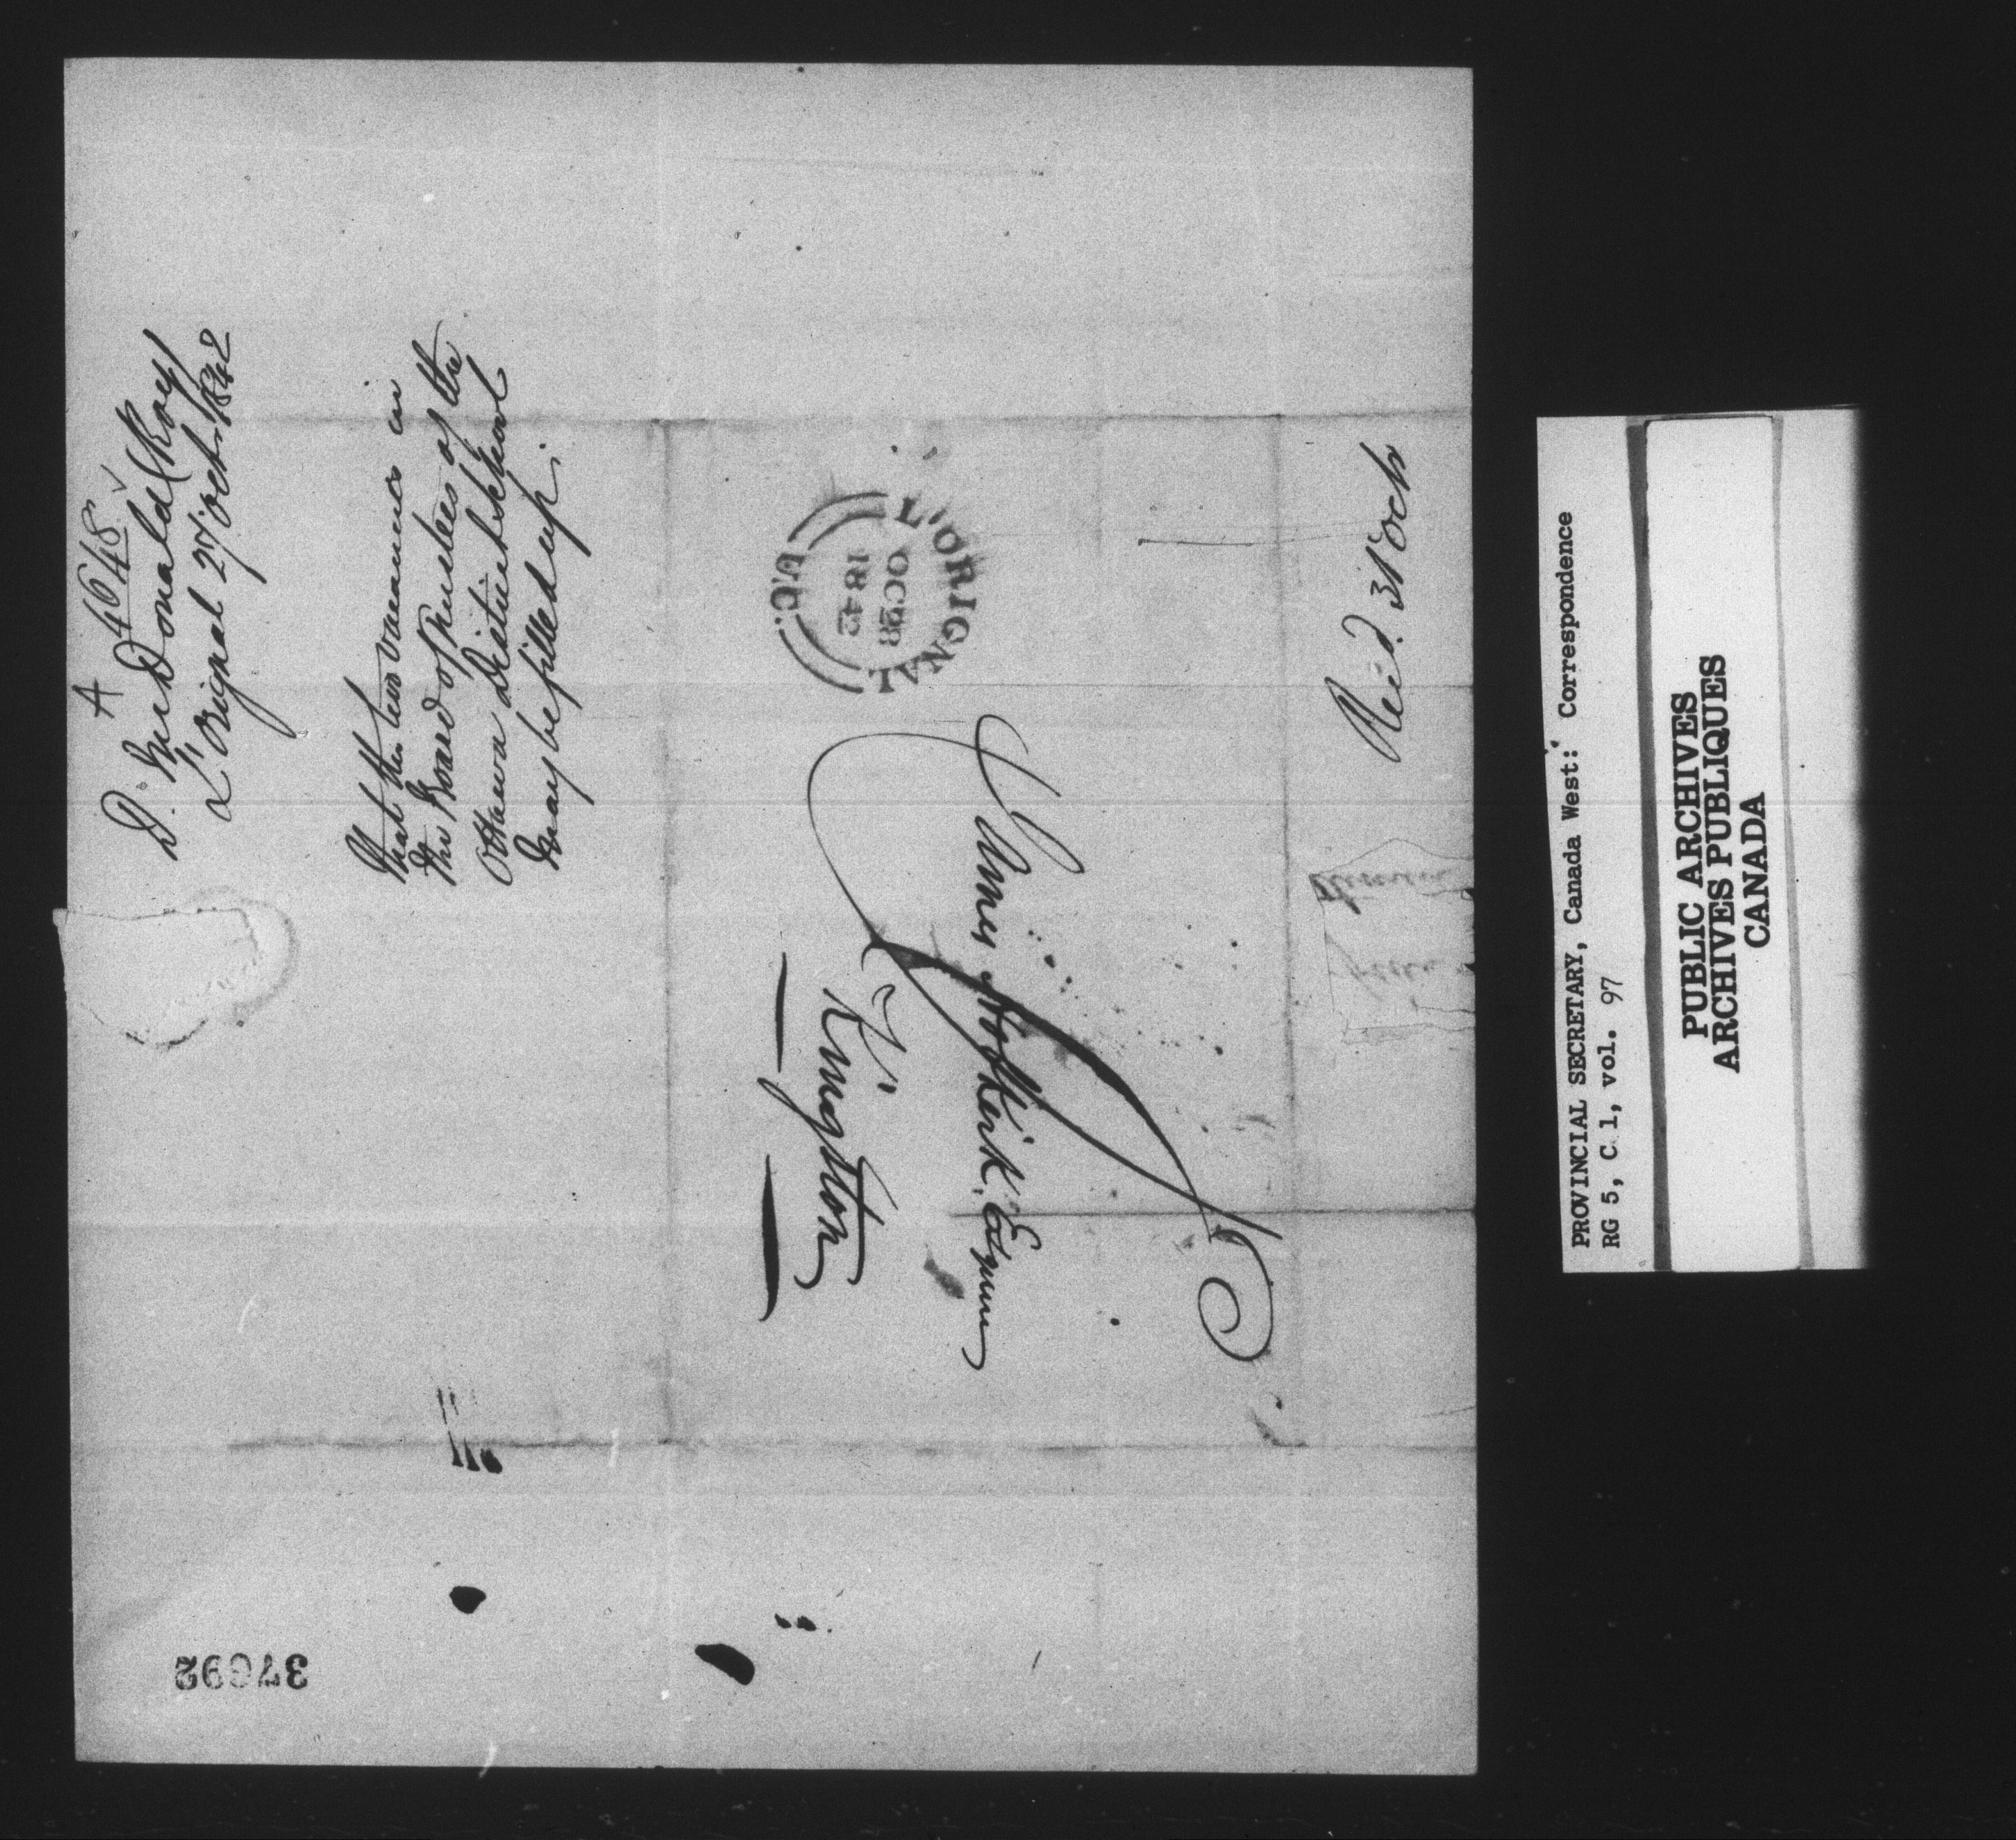 A 4648
D. McDonald Esqr
L'Orignal 27 Oct. 1842
That the two vacancies in
the Board of Trustees of the
Ottawa District School
may be filled up.
L'ORIGNAL
OC 28
1842
U.C.
James Hopkirk, Esquire
Kingston
Recd. 31 Oct
37692
PROVINCIAL SECRETARY, Canada West: Correspondence
RG 5, C 1, vol. 97
PUBLIC ARCHIVES
ARCHIVES PUBLIQUES
CANADA